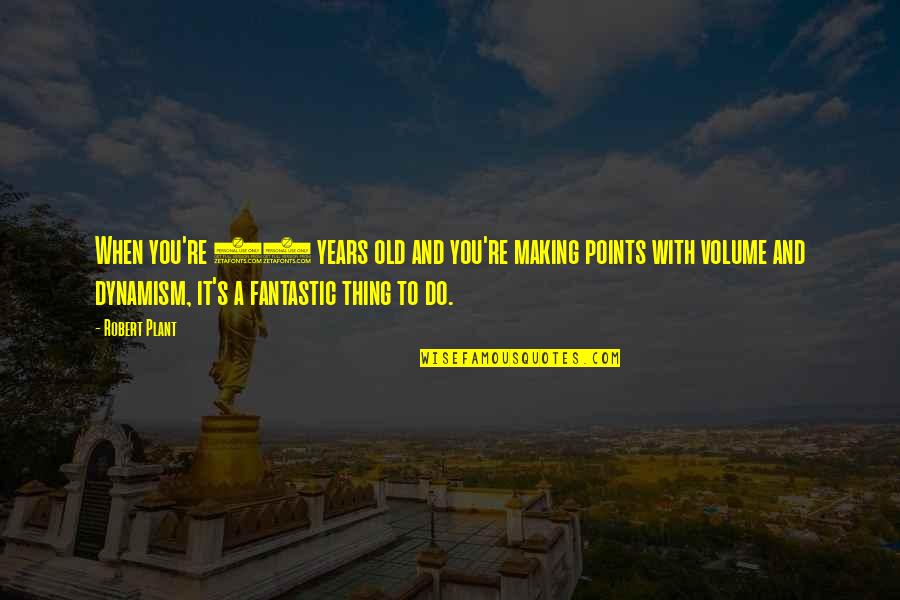 When you're years old and you're making points with volume and
dynamism, it's a fantastic thing to do.
- Robert Plant
WISEFAMOUSQUOTES.COM